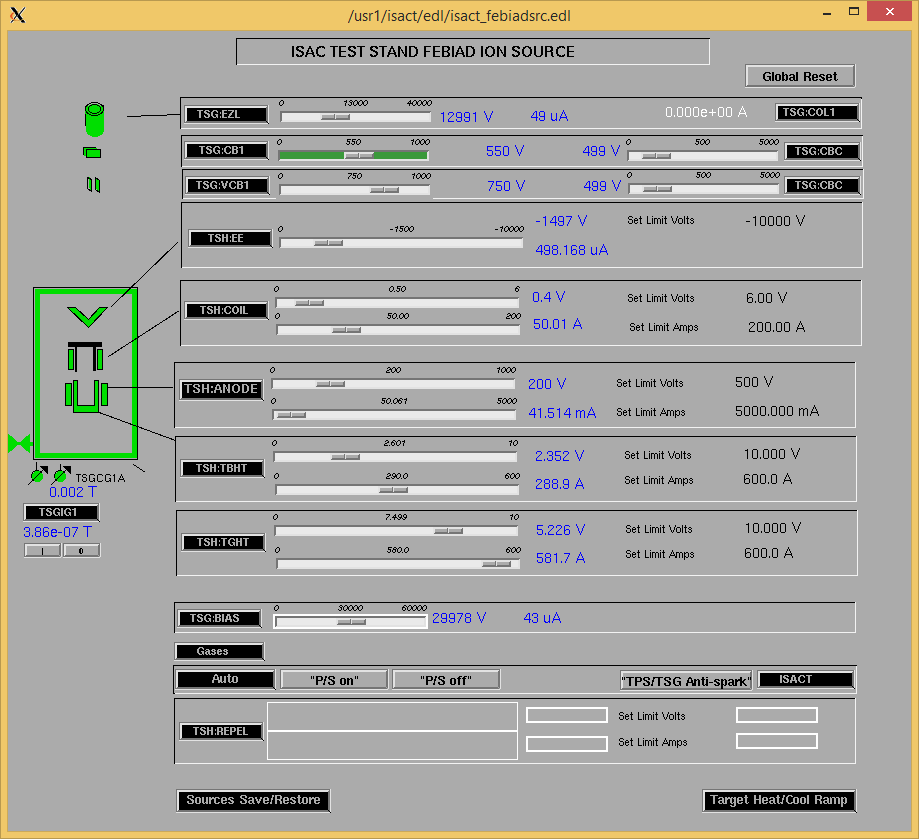 /usr1/isact/edl/isact_febiadsrc.edl
ISAC TEST STAND FEBIAD ION SOURCE
Global Reset
0 13000 40000
TSG:EZL 12991 V 49 uA 0.000e+00 A TSG:COL1
0 550 1000 0 500 5000
TSG:CB1 550 V 499 V TSG:CBC
0 750 1000 0 500 5000
TSG:VCB1 750 V 499 V TSG:CBC
-1497 V Set Limit Volts -10000 V
0 -1500 -10000
TSH:EE
498.168 uA
0 0.50 6
0.4 V Set Limit Volts 6.00 V
TSH:COIL
0 50.00 200
50.01 A Set Limit Amps 200.00 A
0 200 1000
200 V Set Limit Volts 500 V
TSH:ANODE
0 50.061 5000
41.514 mA Set Limit Amps 5000.000 mA
0 2.601 10
2.352 V Set Limit Volts 10.000 V
TSH:TBHT
0 290.0 600
288.9 A Set Limit Amps 600.0 A
TSGCG1A
0.002 T
TSGIG1
3.86e-07 T
I 0
0 7.499 10
5.226 V Set Limit Volts 10.000 V
TSH:TGHT
0 580.0 600
581.7 A Set Limit Amps 600.0 A
0 30000 60000
TSG:BIAS 29978 V 43 uA
Gases
Auto "P/S on" "P/S off" "TPS/TSG Anti-spark" ISACT
Set Limit Volts
TSH:REPEL
Set Limit Amps
Sources Save/Restore Target Heat/Cool Ramp